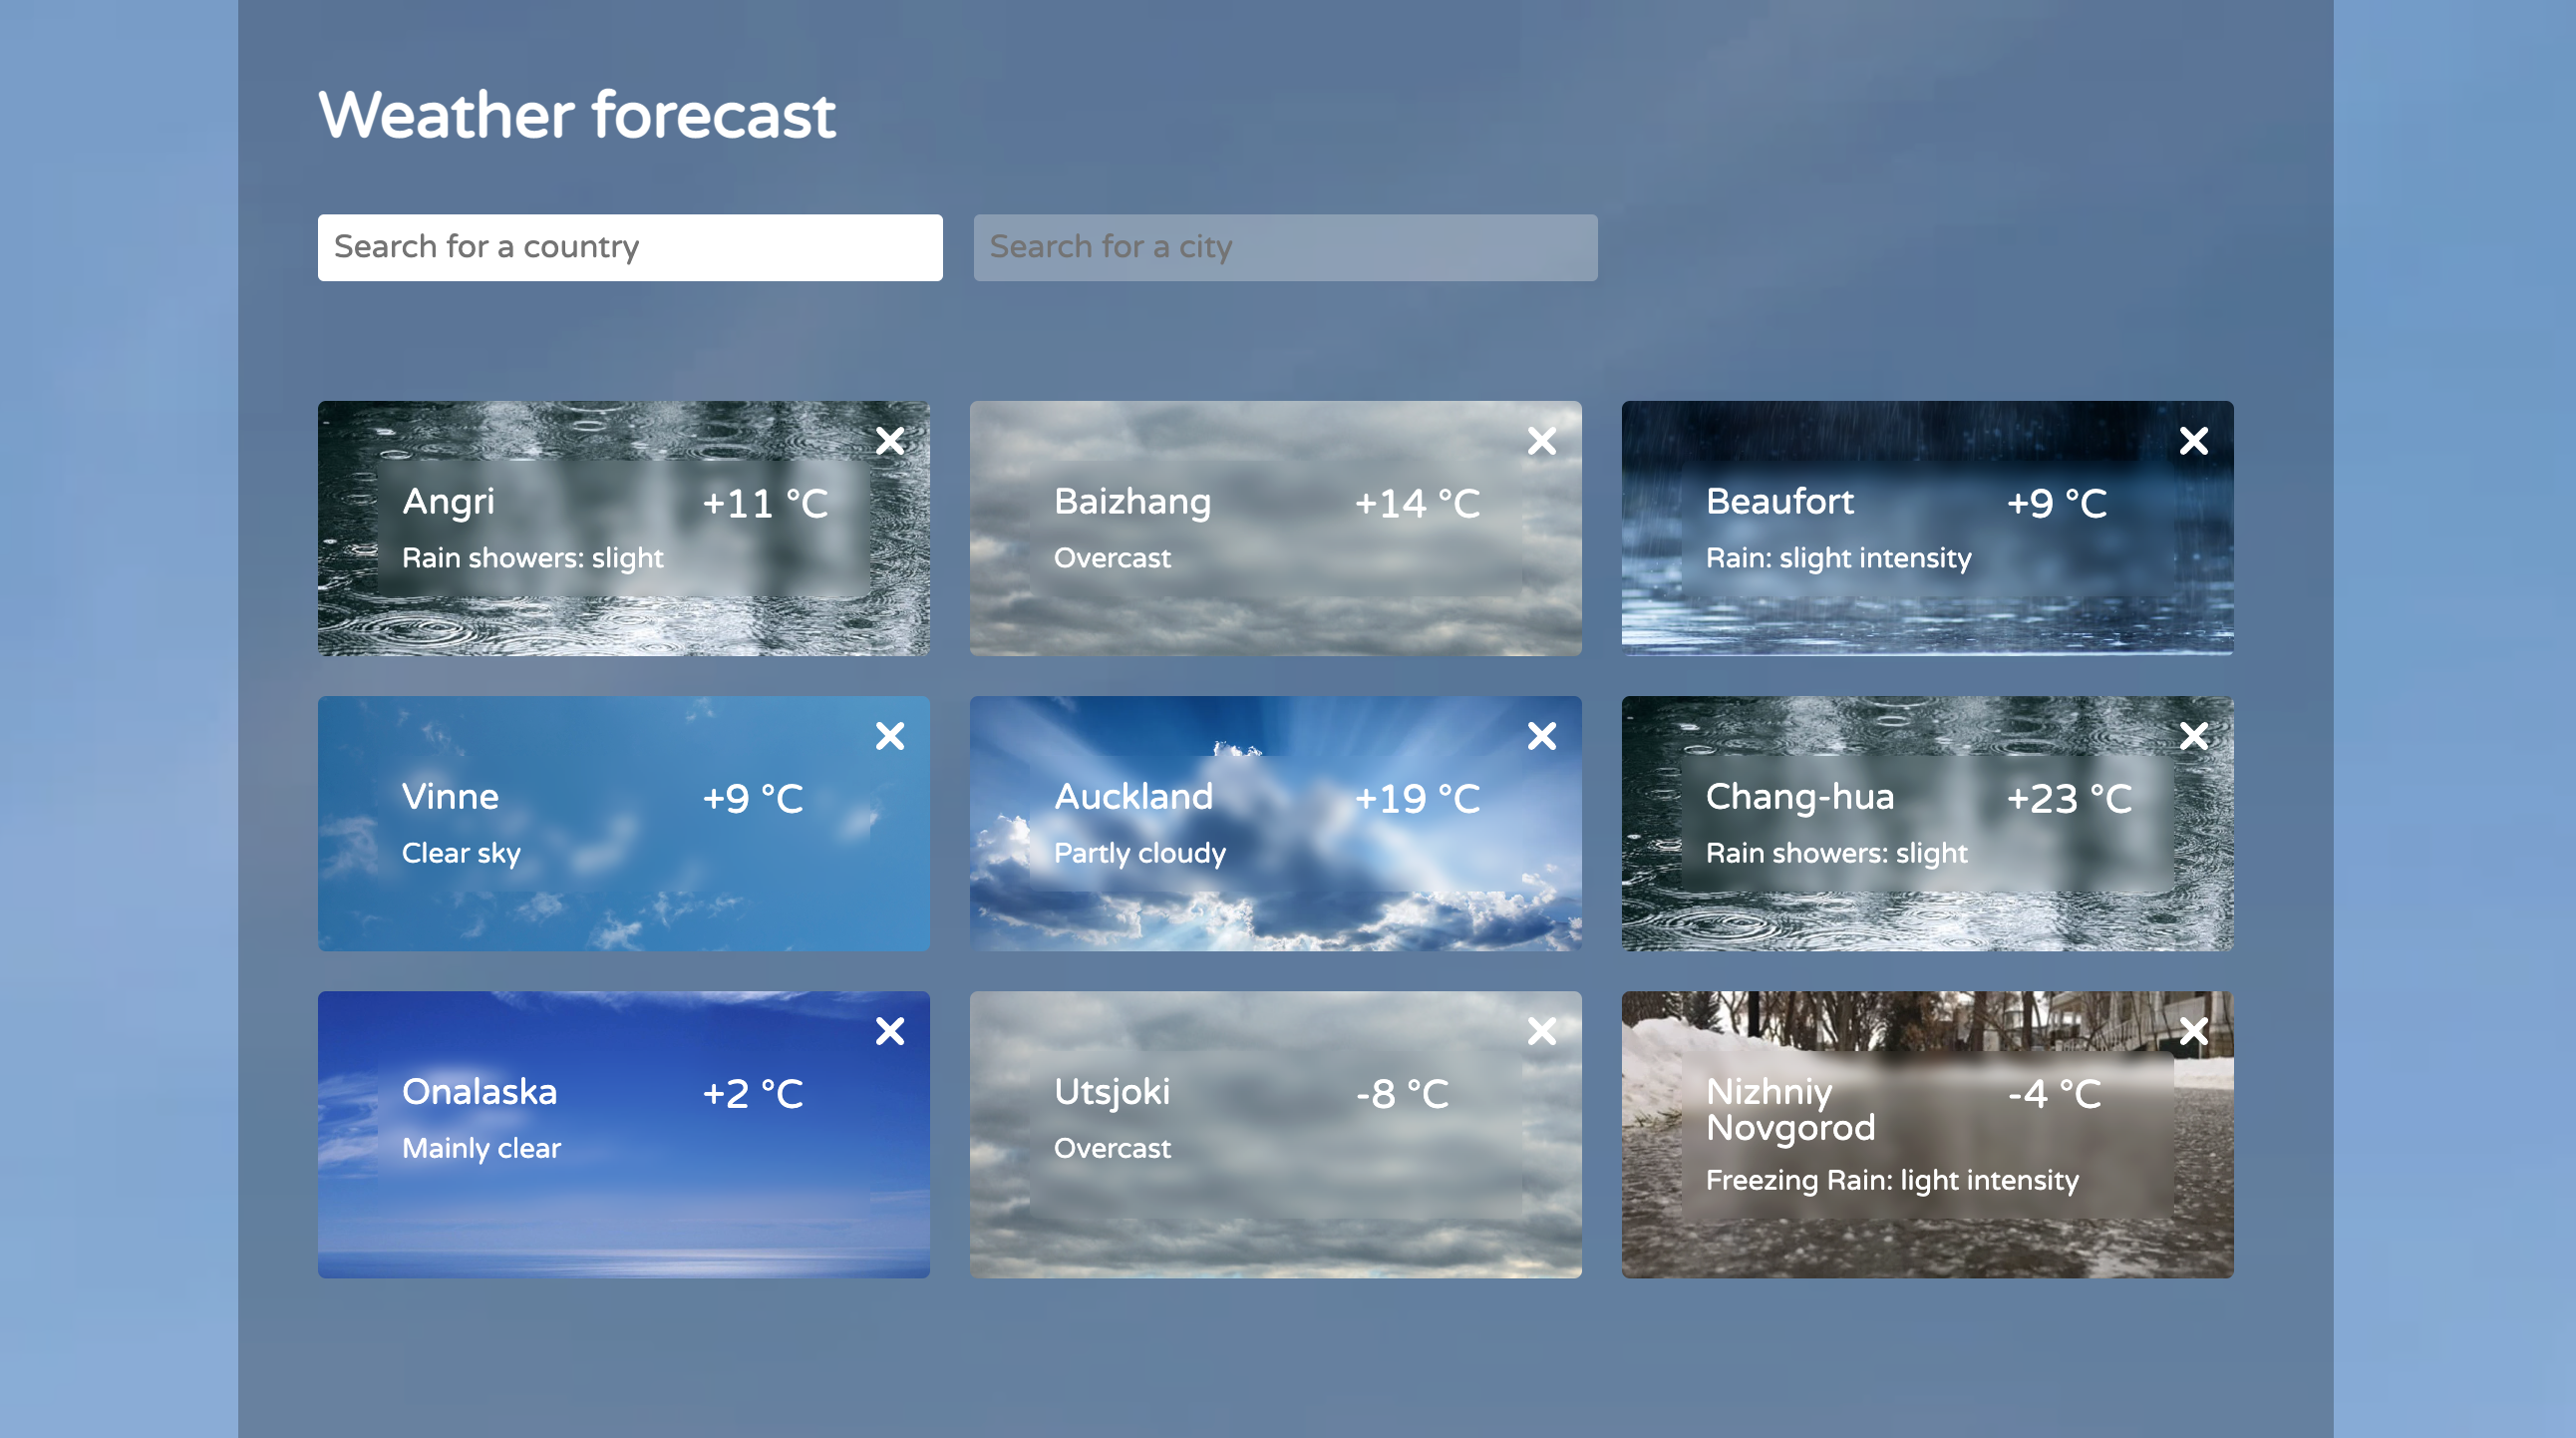 Weather forecast
Search for a country
Search for a city
Angri
+11 °C
Rain showers: slight
Baizhang
+14 °C
Overcast
Beaufort
+9 °C
Rain: slight intensity
Vinne
+9 °C
Clear sky
Auckland
+19 °C
Partly cloudy
Chang-hua
+23 °C
Rain showers: slight
Onalaska
+2 °C
Mainly clear
Utsjoki
-8 °C
Overcast
Nizhniy
Novgorod
-4 °C
Freezing Rain: light intensity